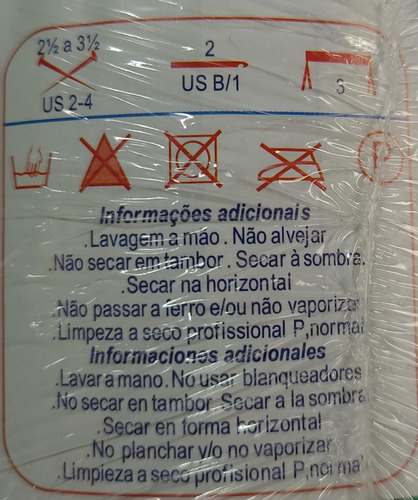 2½ a 3½
US 2-4
2
US B/1
3
P
Informações adicionais
.Lavagem a mão . Não alvejar
.Não secar em tambor . Secar à sombra.
.Secar na horizontal
.Não passar a ferro e/ou não vaporizar
.Limpeza a seco profissional P,normal
Informaciones adicionales
.Lavar a mano . No usar blanqueadores
.No secar en tambor Secar a la sombra
. Secar en forma horizontal
. No planchar y/o no vaporizar
.Limpieza a seco profisional P,normal